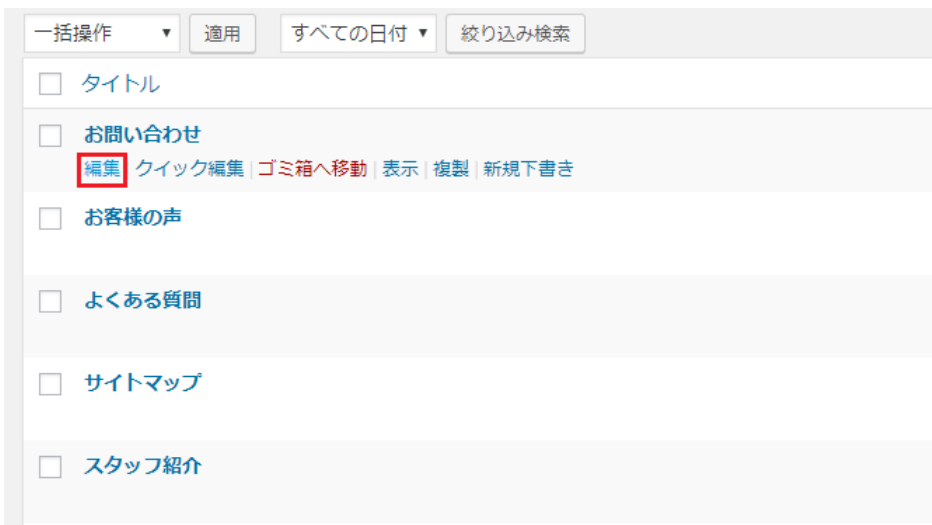 一括操作 ▼ 適用 すべての日付 ▼ 絞り込み検索
タイトル
お問い合わせ
編集 クイック編集 | ゴミ箱へ移動 | 表示 | 複製 | 新規下書き
お客様の声
よくある質問
サイトマップ
スタッフ紹介